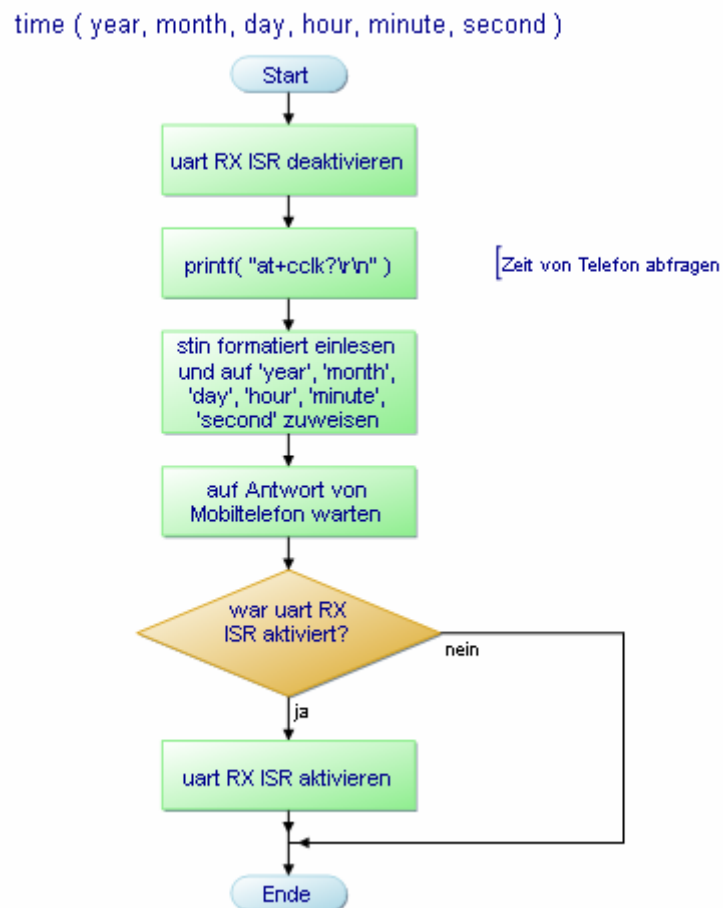 time ( year, month, day, hour, minute, second )
Start
uart RX ISR deaktivieren
printf( "at+cclk?\r\n" )
Zeit von Telefon abfragen
stin formatiert einlesen
und auf 'year', 'month',
'day', 'hour', 'minute',
'second' zuweisen
auf Antwort von
Mobiltelefon warten
war uart RX
ISR aktiviert?
nein
ja
uart RX ISR aktivieren
Ende